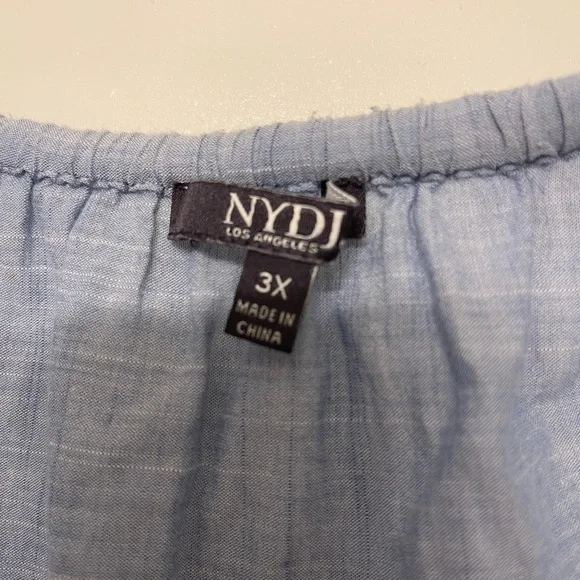 NYDJ
LOS ANGELES
3X
MADE IN
CHINA